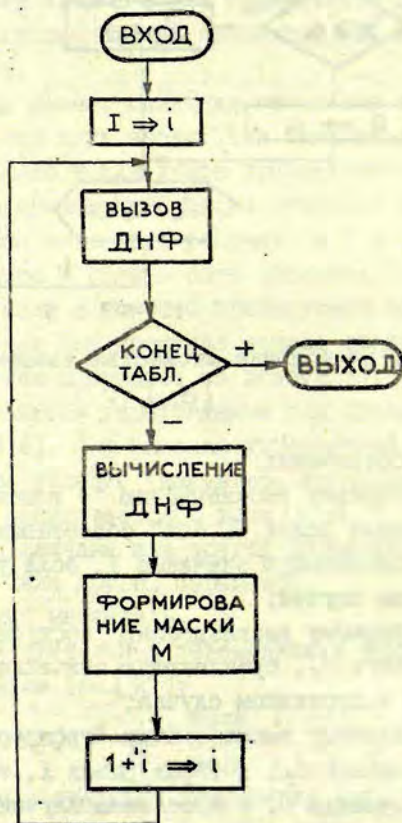 ВХОД
I ⇒ i
ВЫЗОВ
ДНФ
КОНЕЦ
ТАБЛ.
+
ВЫХОД
−
ВЫЧИСЛЕНИЕ
ДНФ
ФОРМИРОВА
НИЕ МАСКИ
М
1+i ⇒ i